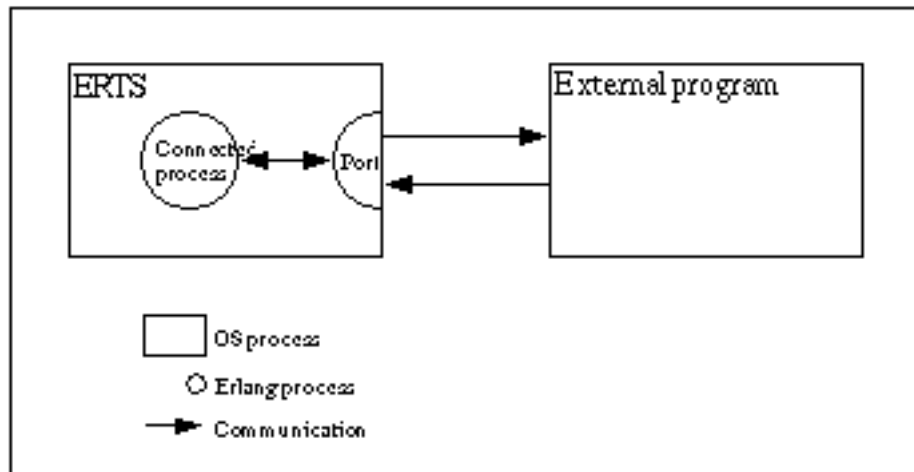 ERTS
External program
Connected
process
Port
OS process
Erlang process
Communication